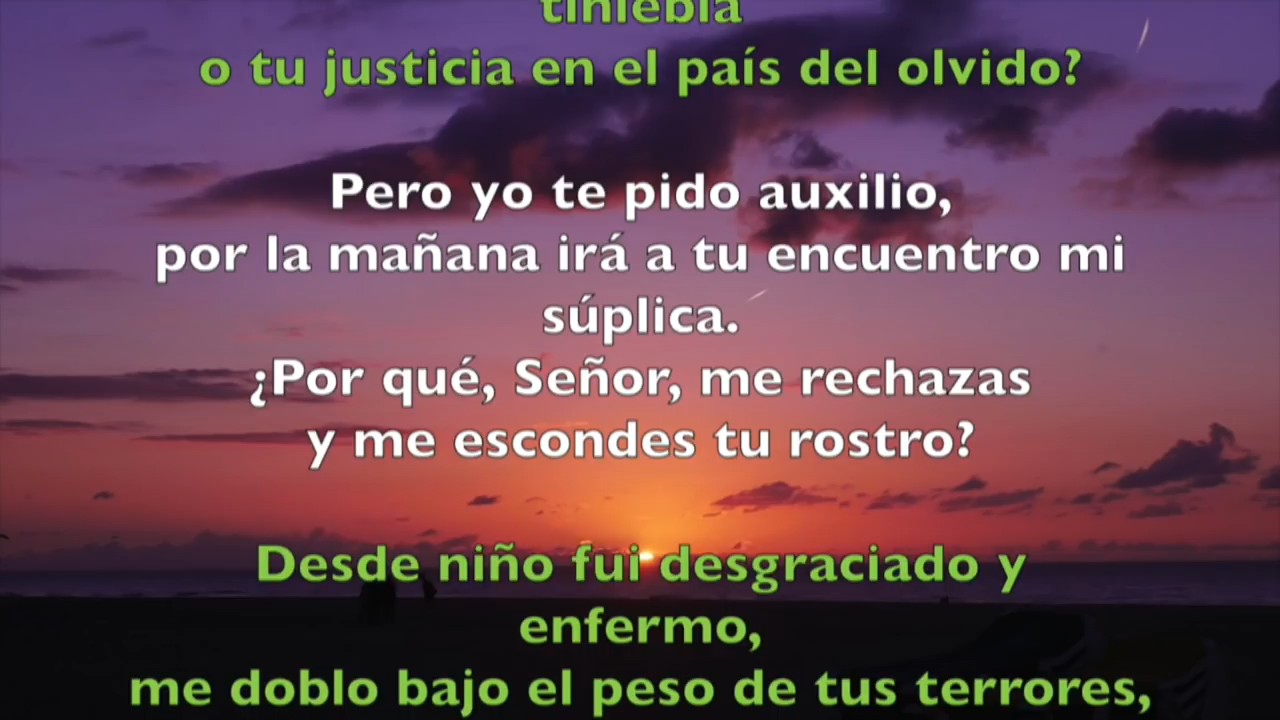 tiniebla
o tu justicia en el país del olvido?
Pero yo te pido auxilio,
por la mañana irá a tu encuentro mi
súplica.
¿Por qué, Señor, me rechazas
y me escondes tu rostro?
Desde niño fui desgraciado y
enfermo,
me doblo bajo el peso de tus terrores,